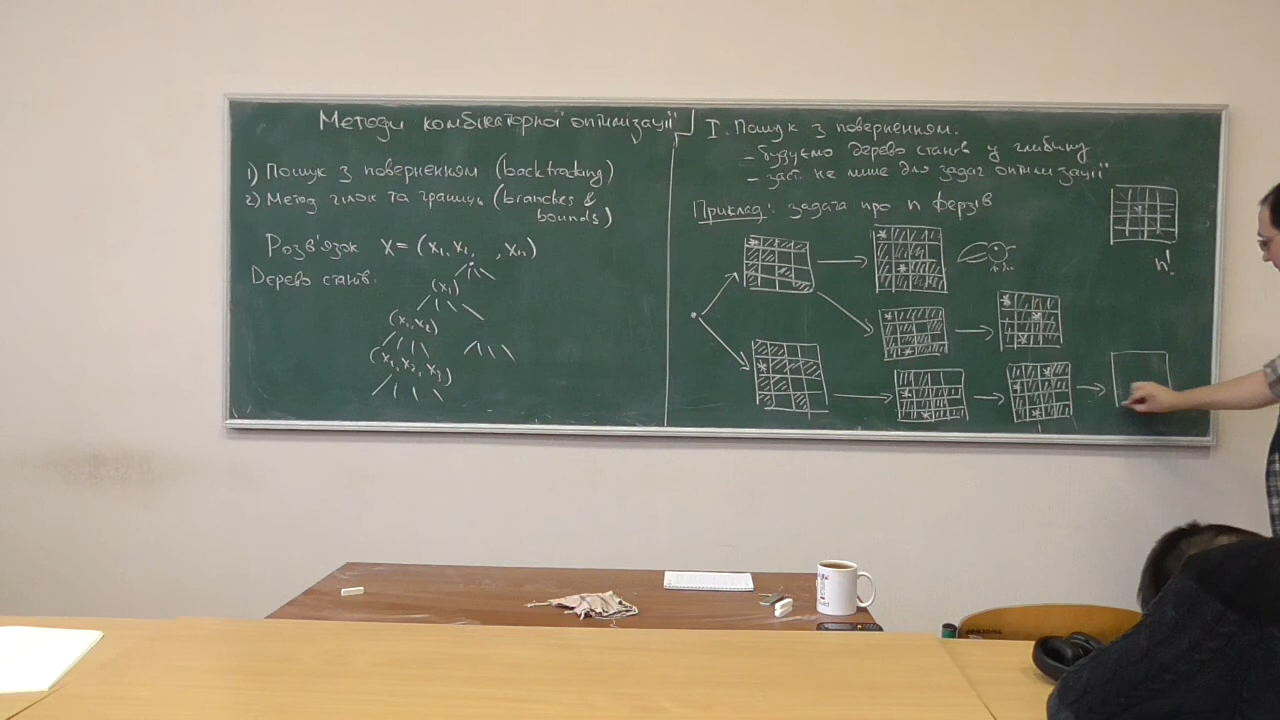 Методи комбінаторної оптимізації
1) Пошук з поверненням (backtracking)
2) Метод гілок та границь (branches &
bounds)
Розв'язок X = (x₁, x₂, , xₙ)
Дерево станів:
(x₁)
(x₁, x₂)
(x₁, x₂, x₃)
I. Пошук з поверненням.
– будуємо дерево станів у глибину
– заст. не лише для задач оптимізації
Приклад: задача про n ферзів
n!